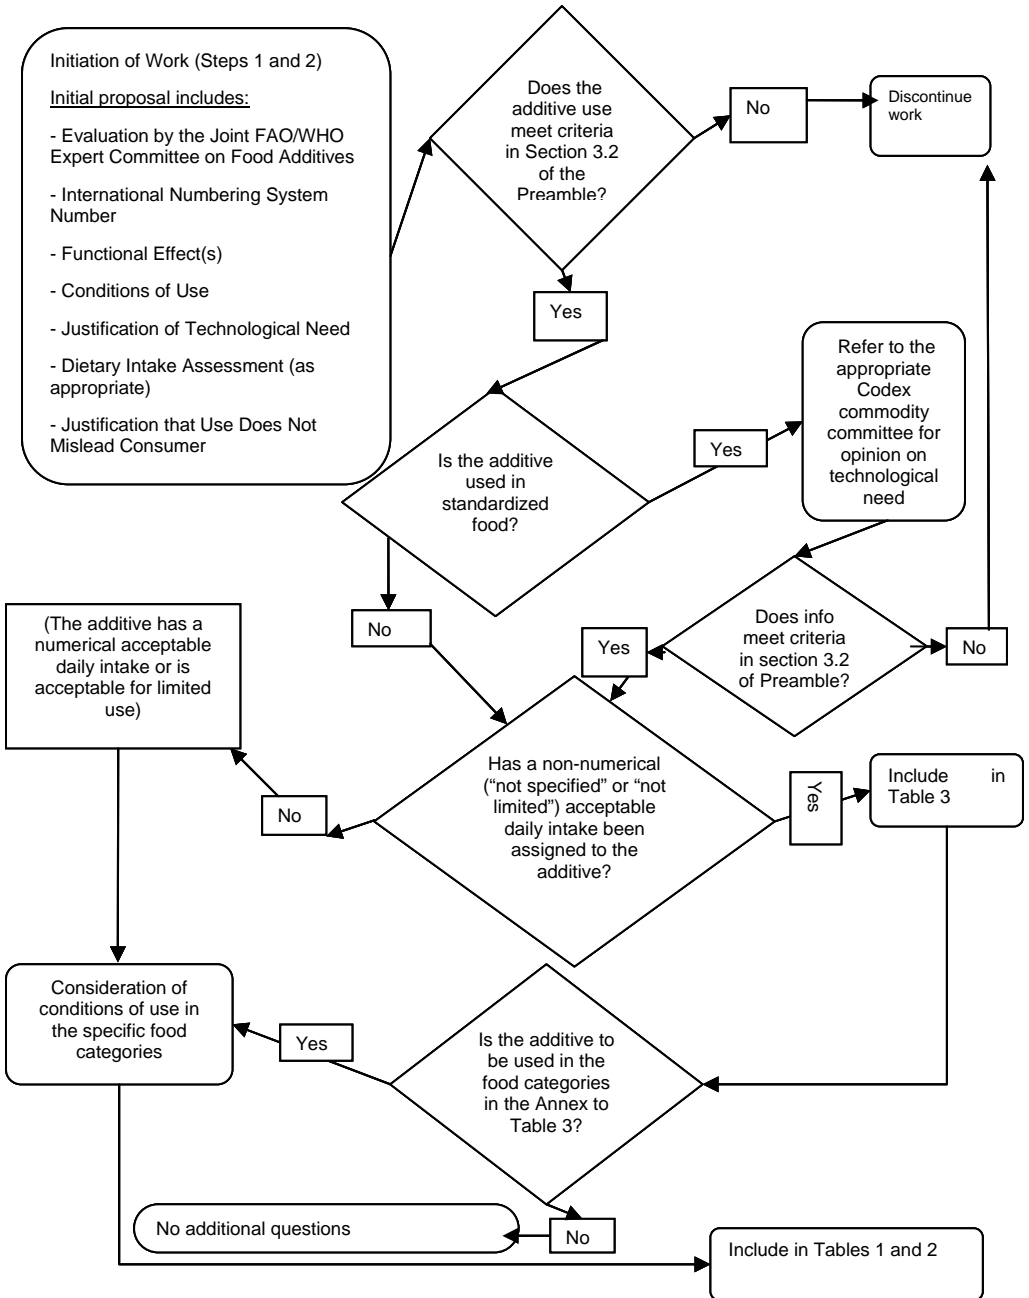 Initiation of Work (Steps 1 and 2)
Initial proposal includes:
- Evaluation by the Joint FAO/WHO
Expert Committee on Food Additives
- International Numbering System
Number
- Functional Effect(s)
- Conditions of Use
- Justification of Technological Need
- Dietary Intake Assessment (as
appropriate)
- Justification that Use Does Not
Mislead Consumer
Does the
additive use
meet criteria
in Section 3.2
of the
Preamble?
No
Discontinue
work
Yes
Is the additive
used in
standardized
food?
Yes
Refer to the
appropriate
Codex
commodity
committee for
opinion on
technological
need
No
Does info
meet criteria
in section 3.2
of Preamble?
Yes
No
(The additive has a
numerical acceptable
daily intake or is
acceptable for limited
use)
No
Has a non-numerical
(“not specified” or “not
limited”) acceptable
daily intake been
assigned to the
additive?
Yes
Include in
Table 3
Consideration of
conditions of use in
the specific food
categories
Yes
Is the additive to
be used in the
food categories
in the Annex to
Table 3?
No additional questions
No
Include in Tables 1 and 2